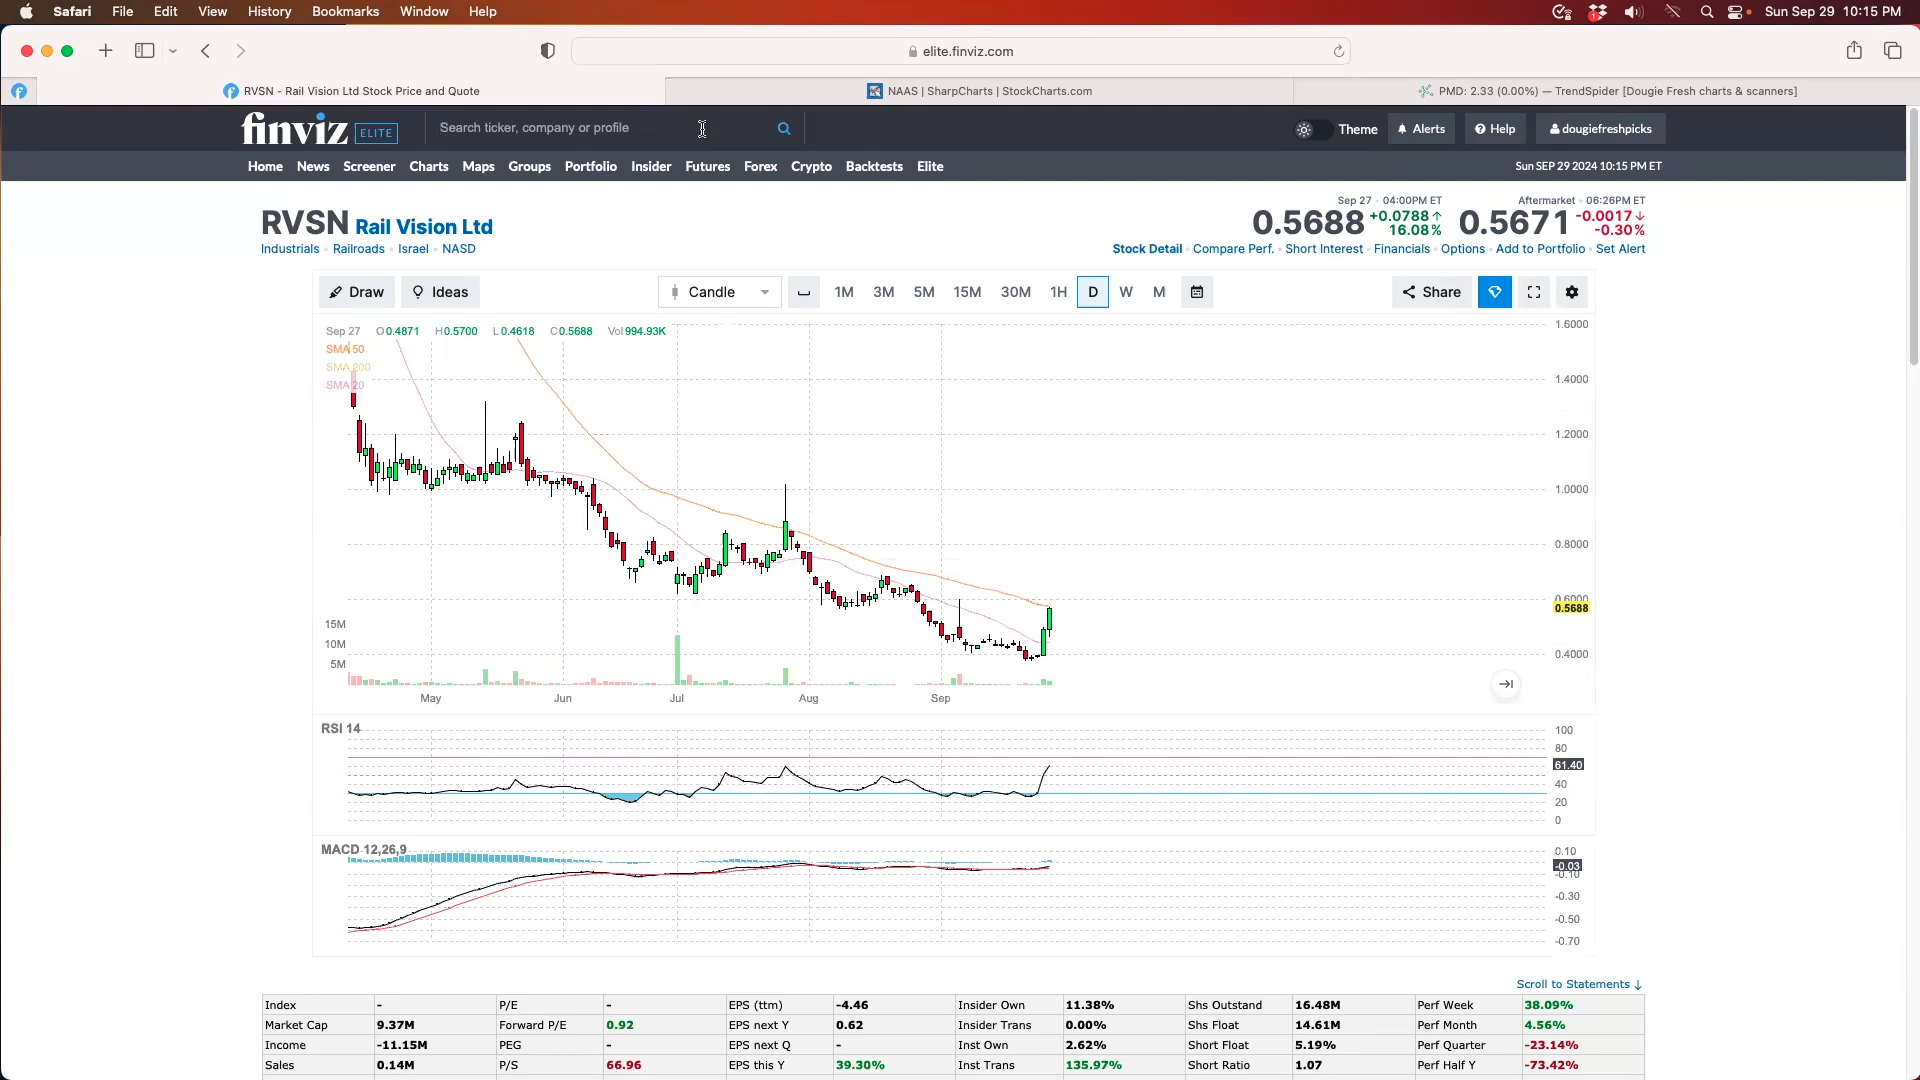 Safari File Edit View History Bookmarks Window Help Sun Sep 29 10:15 PM
elite.finviz.com
RVSN - Rail Vision Ltd Stock Price and Quote
NAAS | SharpCharts | StockCharts.com
PMD: 2.33 (0.00%) — TrendSpider [Dougie Fresh charts & scanners]
finviz ELITE Search ticker, company or profile Theme Alerts Help dougiefreshpicks
Home News Screener Charts Maps Groups Portfolio Insider Futures Forex Crypto Backtests Elite Sun SEP 29 2024 10:15 PM ET
Sep 27 · 04:00PM ET Aftermarket · 06:26PM ET
RVSN Rail Vision Ltd 0.5688 +0.0788 16.08% 0.5671 -0.0017 -0.30%
Industrials · Railroads · Israel · NASD Stock Detail · Compare Perf. · Short Interest · Financials · Options · Add to Portfolio · Set Alert
Draw Ideas Candle 1M 3M 5M 15M 30M 1H D W M Share
Sep 27 O0.4871 H0.5700 L0.4618 C0.5688 Vol994.93K
SMA 50
SMA 200
SMA 20
1.6000
1.4000
1.2000
1.0000
0.8000
0.6000
0.5688
0.4000
15M
10M
5M
May Jun Jul Aug Sep
RSI 14
100
80
61.40
40
20
0
MACD 12,26,9
0.10
-0.03
-0.10
-0.30
-0.50
-0.70
Scroll to Statements ↓
Index - P/E - EPS (ttm) -4.46 Insider Own 11.38% Shs Outstand 16.48M Perf Week 38.09%
Market Cap 9.37M Forward P/E 0.92 EPS next Y 0.62 Insider Trans 0.00% Shs Float 14.61M Perf Month 4.56%
Income -11.15M PEG - EPS next Q - Inst Own 2.62% Short Float 5.19% Perf Quarter -23.14%
Sales 0.14M P/S 66.96 EPS this Y 39.30% Inst Trans 135.97% Short Ratio 1.07 Perf Half Y -73.42%